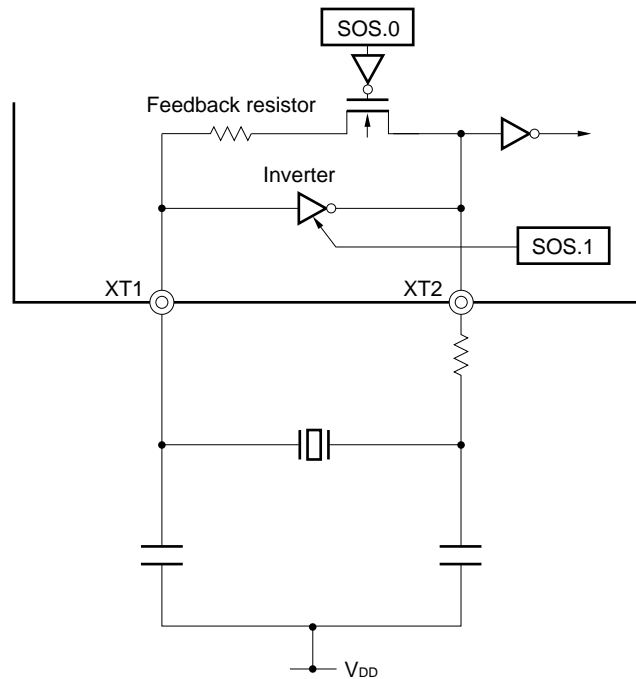 SOS.0
Feedback resistor
Inverter
SOS.1
XT1
XT2
VDD